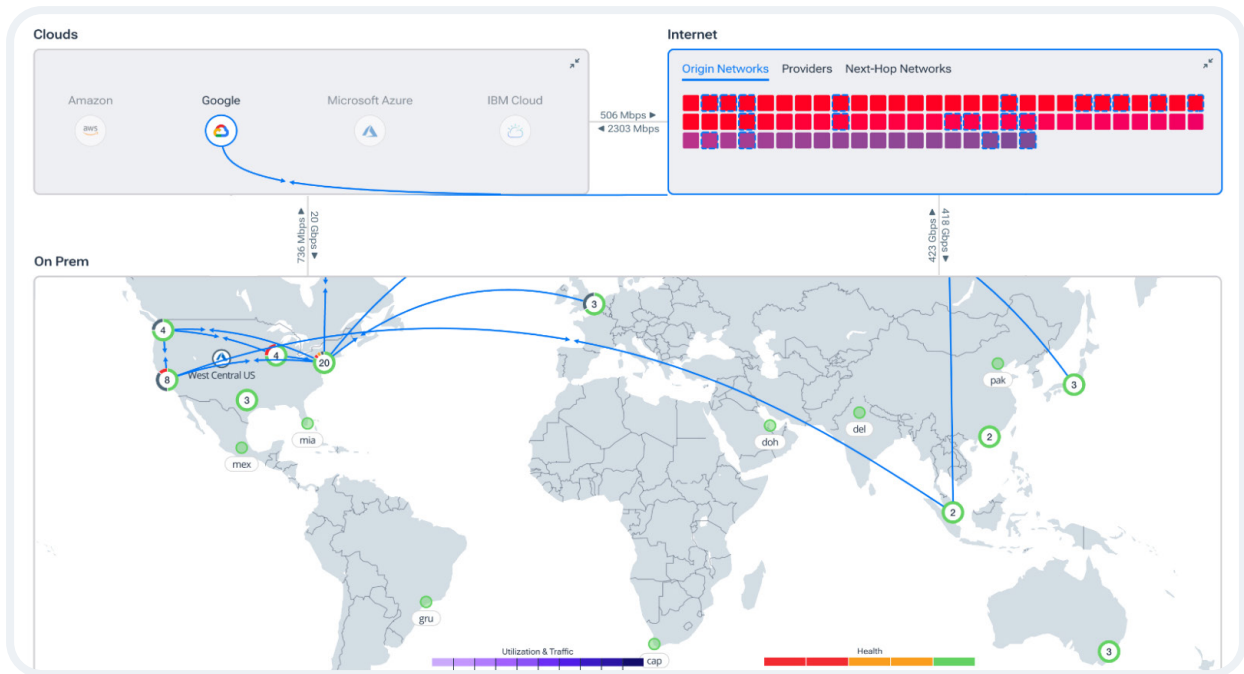 Clouds
Internet
Origin Networks Providers Next-Hop Networks
Amazon Google Microsoft Azure IBM Cloud
aws
506 Mbps ▶
◀ 2303 Mbps
736 Mbps ▶
20 Gbps ▶
423 Gbps ▶
418 Gbps ▶
On Prem
3
4
4
20
West Central US
8
3
pak
3
mia
del
doh
2
mex
2
gru
Utilization & Traffic
Health
cap
3